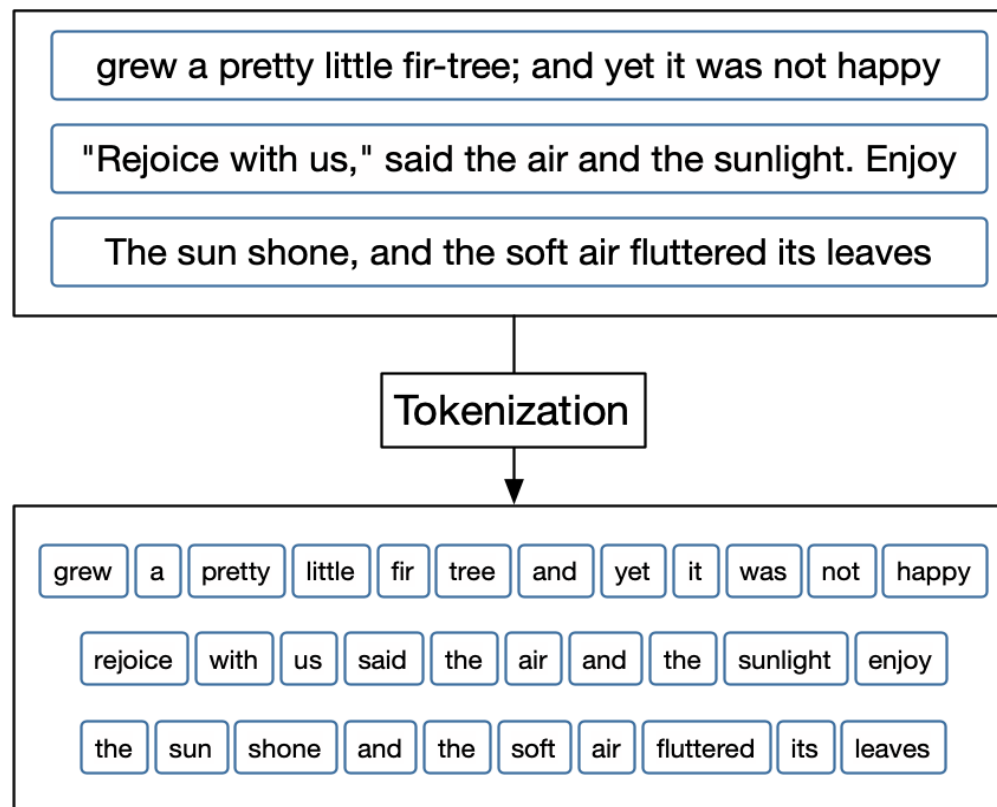 grew a pretty little fir-tree; and yet it was not happy
"Rejoice with us," said the air and the sunlight. Enjoy
The sun shone, and the soft air fluttered its leaves
Tokenization
grew a pretty little fir tree and yet it was not happy
rejoice with us said the air and the sunlight enjoy
the sun shone and the soft air fluttered its leaves